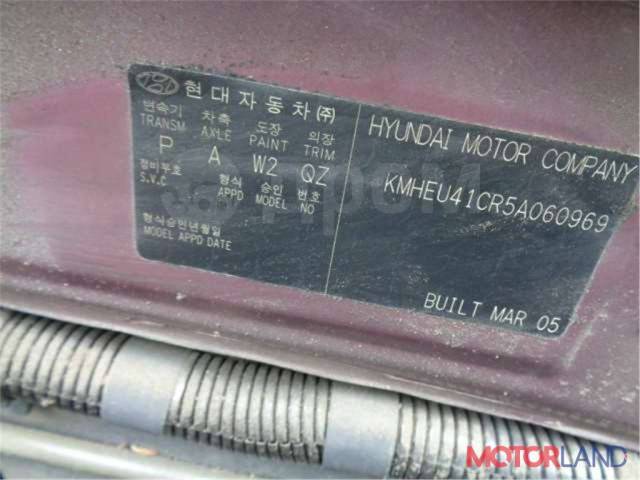 현대자동차㈜
변속기 차축 도장 의장
TRANSM AXLE PAINT TRIM
P A W2 QZ
정비부호 형식 승인 번호
S.V.C APPD MODEL NO
형식승인년월일
MODEL APPD DATE
HYUNDAI MOTOR COMPANY
KMHEU41CR5A060969
BUILT MAR 05
ПРОМ
MOTORLAND